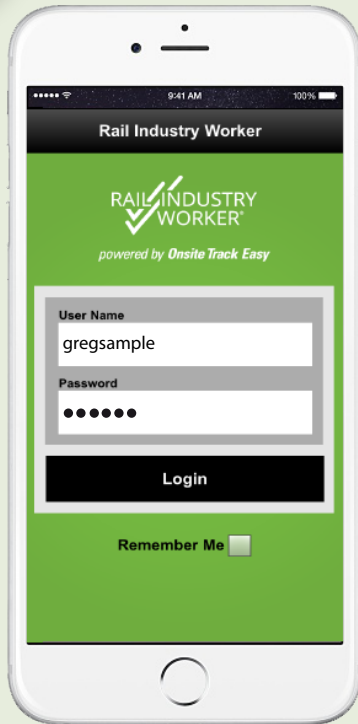 9:41 AM 100%
Rail Industry Worker
RAIL INDUSTRY
WORKER®
powered by Onsite Track Easy
User Name
gregsample
Password
●●●●●●
Login
Remember Me